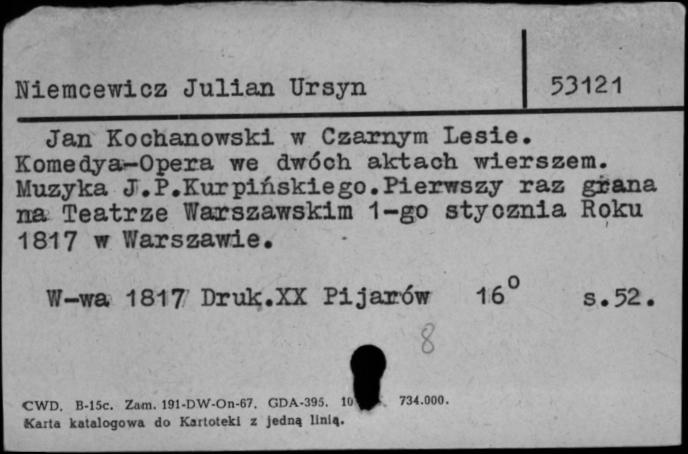 Niemcewicz Julian Ursyn 53121
Jan Kochanowski w Czarnym Lesie.
Komedya-Opera we dwóch aktach wierszem.
Muzyka J.P.Kurpińskiego.Pierwszy raz grana
na Teatrze Warszawskim 1-go stycznia Roku
1817 w Warszawie.
W-wa 1817 Druk.XX Pijarów 16° s.52.
8
CWD. B-15c. Zam. 191-DW-On-67. GDA-395. 10 734.000.
Karta katalogowa do Kartoteki z jedną linią.